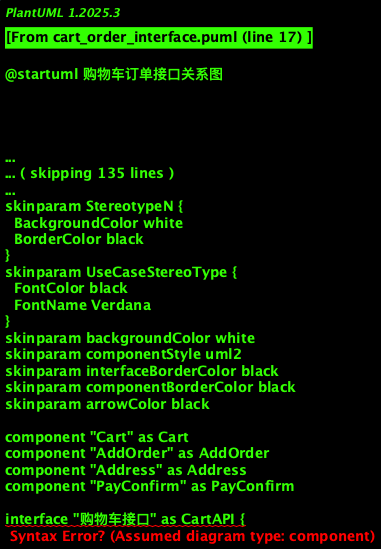 PlantUML 1.2025.3
[From cart_order_interface.puml (line 17) ]
@startuml 购物车订单接口关系图
...
... ( skipping 135 lines )
...
skinparam StereotypeN {
BackgroundColor white
BorderColor black
}
skinparam UseCaseStereoType {
FontColor black
FontName Verdana
}
skinparam backgroundColor white
skinparam componentStyle uml2
skinparam interfaceBorderColor black
skinparam componentBorderColor black
skinparam arrowColor black
component "Cart" as Cart
component "AddOrder" as AddOrder
component "Address" as Address
component "PayConfirm" as PayConfirm
interface "购物车接口" as CartAPI {
Syntax Error? (Assumed diagram type: component)